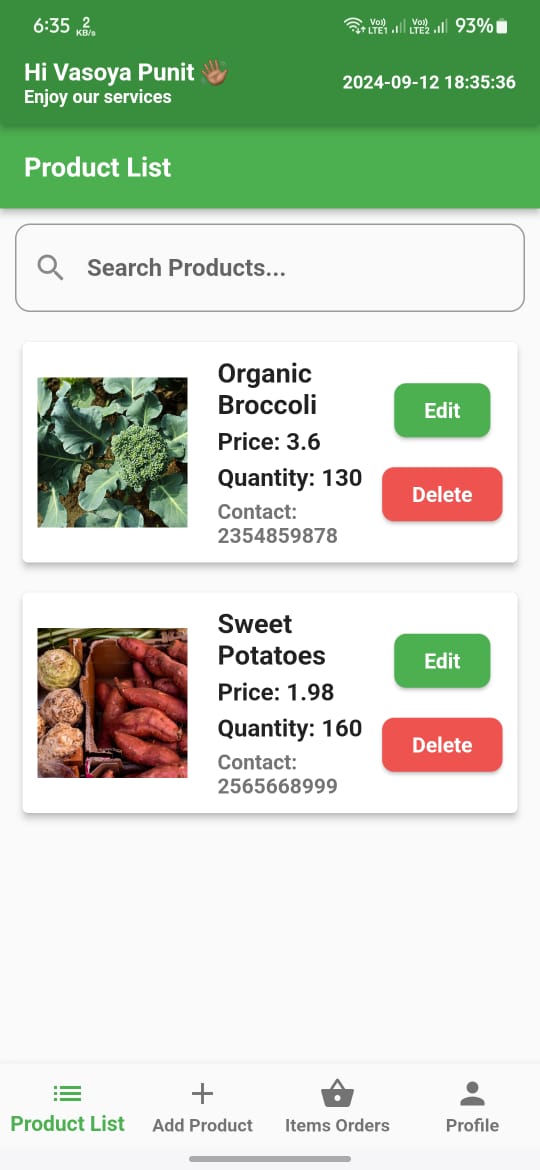 6:35 2 KB/s Vo) LTE1 Vo) LTE2 93%
Hi Vasoya Punit 👋🏽
Enjoy our services
2024-09-12 18:35:36
Product List
Search Products...
Organic
Broccoli
Price: 3.6
Quantity: 130
Contact:
2354859878
Edit
Delete
Sweet
Potatoes
Price: 1.98
Quantity: 160
Contact:
2565668999
Edit
Delete
Product List Add Product Items Orders Profile